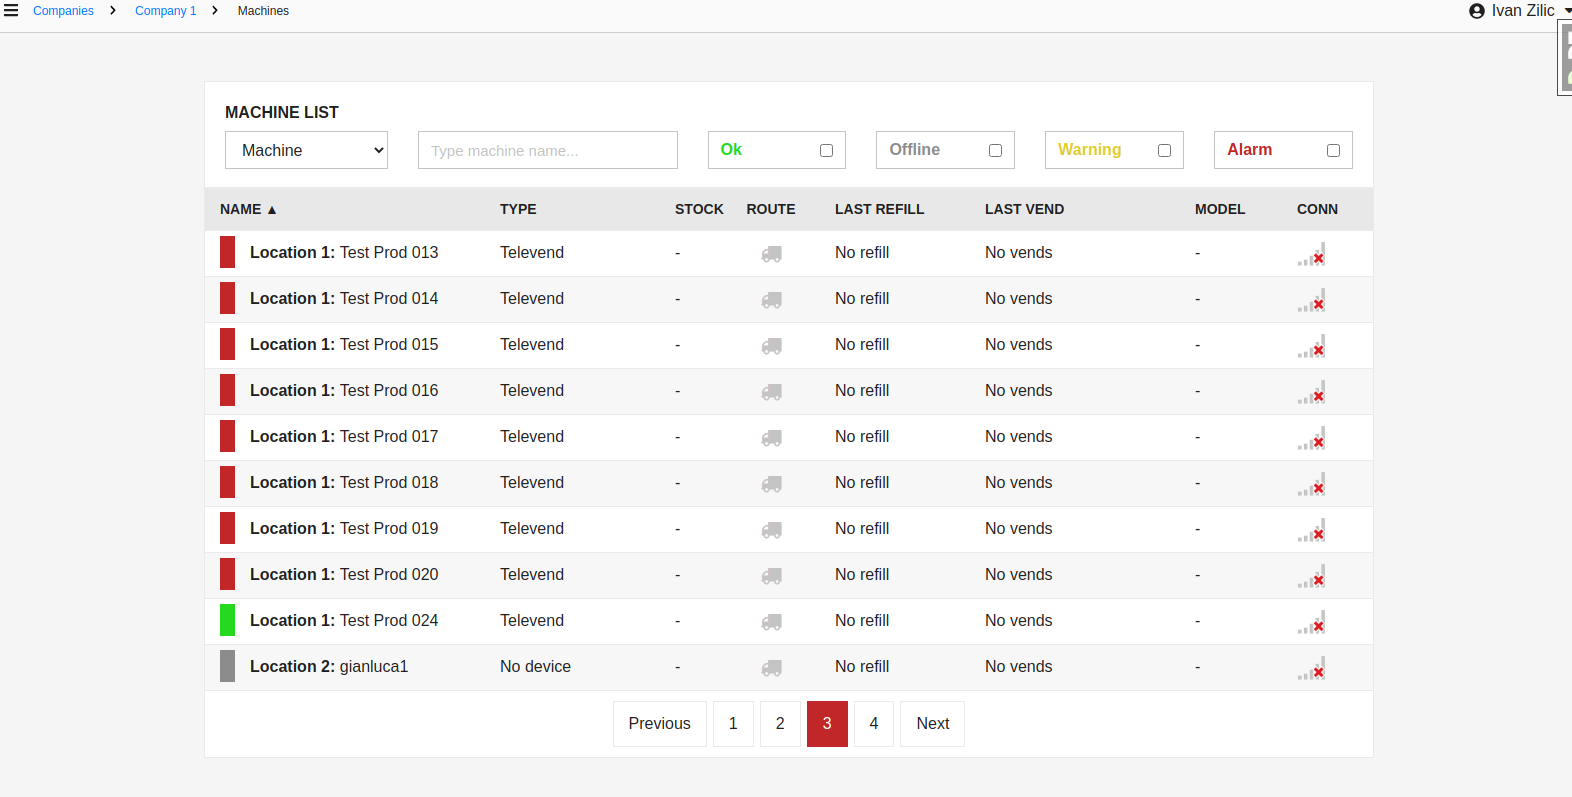 Companies > Company 1 > Machines
Ivan Zilic
MACHINE LIST
Machine Type machine name... Ok Offline Warning Alarm
NAME ▲ TYPE STOCK ROUTE LAST REFILL LAST VEND MODEL CONN
Location 1: Test Prod 013 Televend - No refill No vends -
Location 1: Test Prod 014 Televend - No refill No vends -
Location 1: Test Prod 015 Televend - No refill No vends -
Location 1: Test Prod 016 Televend - No refill No vends -
Location 1: Test Prod 017 Televend - No refill No vends -
Location 1: Test Prod 018 Televend - No refill No vends -
Location 1: Test Prod 019 Televend - No refill No vends -
Location 1: Test Prod 020 Televend - No refill No vends -
Location 1: Test Prod 024 Televend - No refill No vends -
Location 2: gianluca1 No device - No refill No vends -
Previous 1 2 3 4 Next